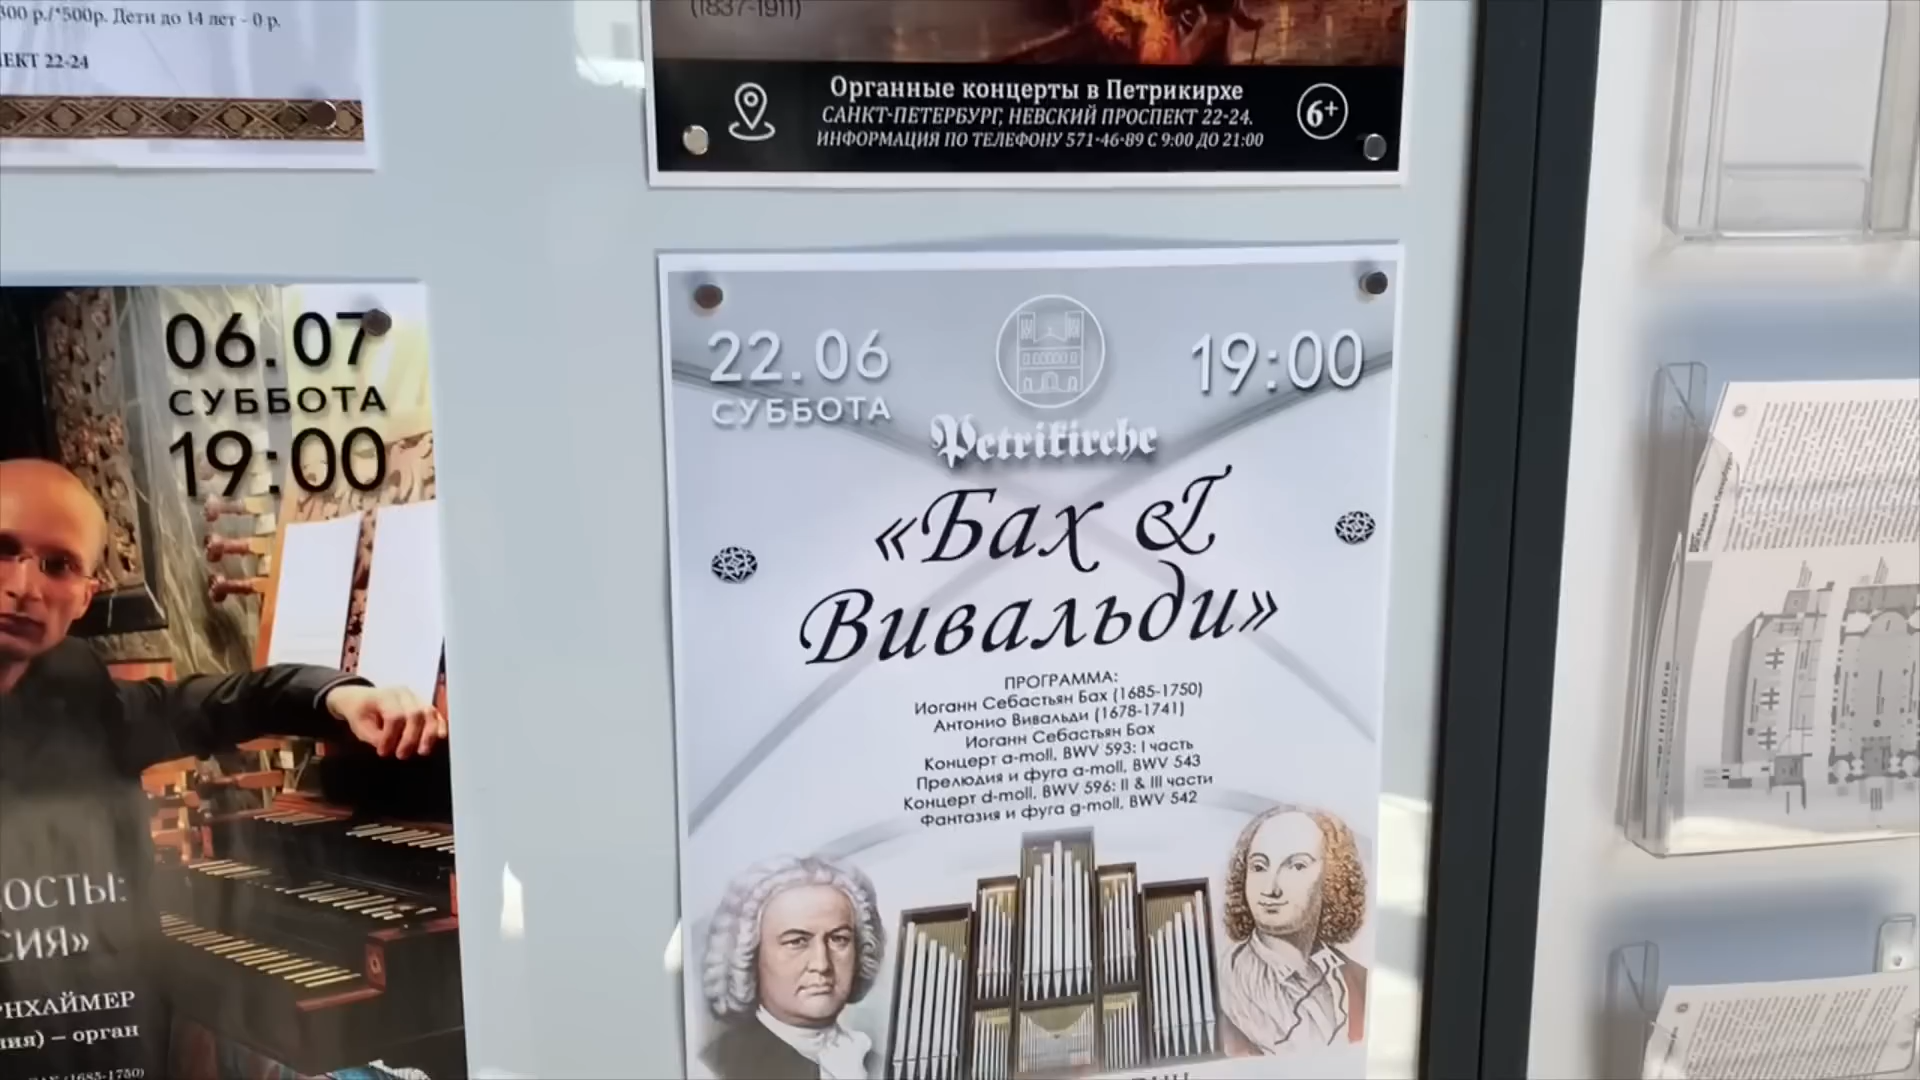 300 р./*500р. Дети до 14 лет - 0 р.
22-24
(1837-1911)
Органные концерты в Петрикирхе
САНКТ-ПЕТЕРБУРГ, НЕВСКИЙ ПРОСПЕКТ 22-24.
ИНФОРМАЦИЯ ПО ТЕЛЕФОНУ 571-46-89 С 9:00 ДО 21:00
6+
06.07
СУББОТА
19:00
ОСТЫ:
СИЯ»
РНХАЙМЕР
ния) – орган
(1685-1750)
22.06
СУББОТА
19:00
Petrikirche
«Бах &
Вивальди»
ПРОГРАММА:
Иоганн Себастьян Бах (1685-1750)
Антонио Вивальди (1678-1741)
Иоганн Себастьян Бах
Концерт a-moll, BWV 593: I часть
Прелюдия и фуга a-moll, BWV 543
Концерт d-moll, BWV 596: II & III части
Фантазия и фуга g-moll, BWV 542